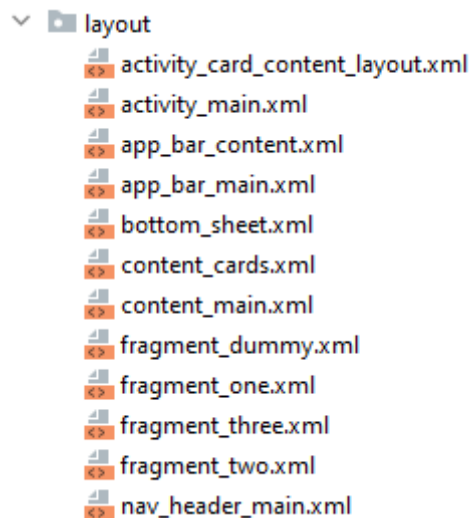 layout
activity_card_content_layout.xml
activity_main.xml
app_bar_content.xml
app_bar_main.xml
bottom_sheet.xml
content_cards.xml
content_main.xml
fragment_dummy.xml
fragment_one.xml
fragment_three.xml
fragment_two.xml
nav_header_main.xml